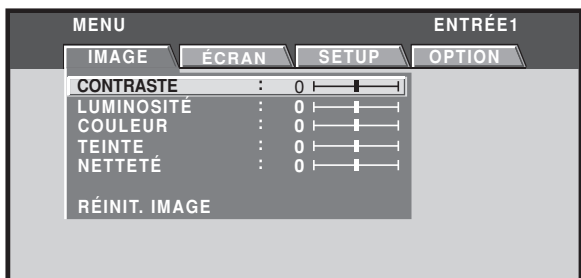 MENU ENTRÉE1
IMAGE ÉCRAN SETUP OPTION
CONTRASTE : 0
LUMINOSITÉ : 0
COULEUR : 0
TEINTE : 0
NETTETÉ : 0
RÉINIT. IMAGE